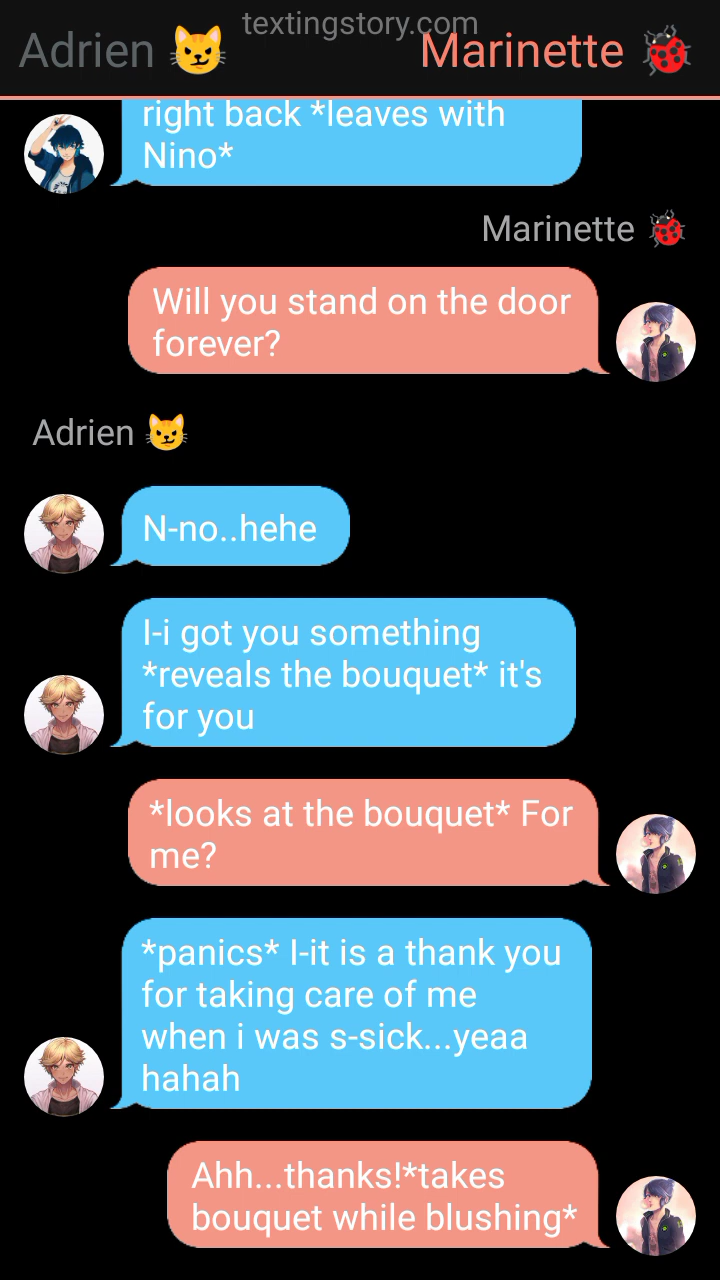 textingstory.com
Adrien 😼 Marinette 🐞
right back *leaves with
Nino*
Marinette 🐞
Will you stand on the door
forever?
Adrien 😼
N-no..hehe
I-i got you something
*reveals the bouquet* it's
for you
*looks at the bouquet* For
me?
*panics* I-it is a thank you
for taking care of me
when i was s-sick...yeaa
hahah
Ahh...thanks!*takes
bouquet while blushing*